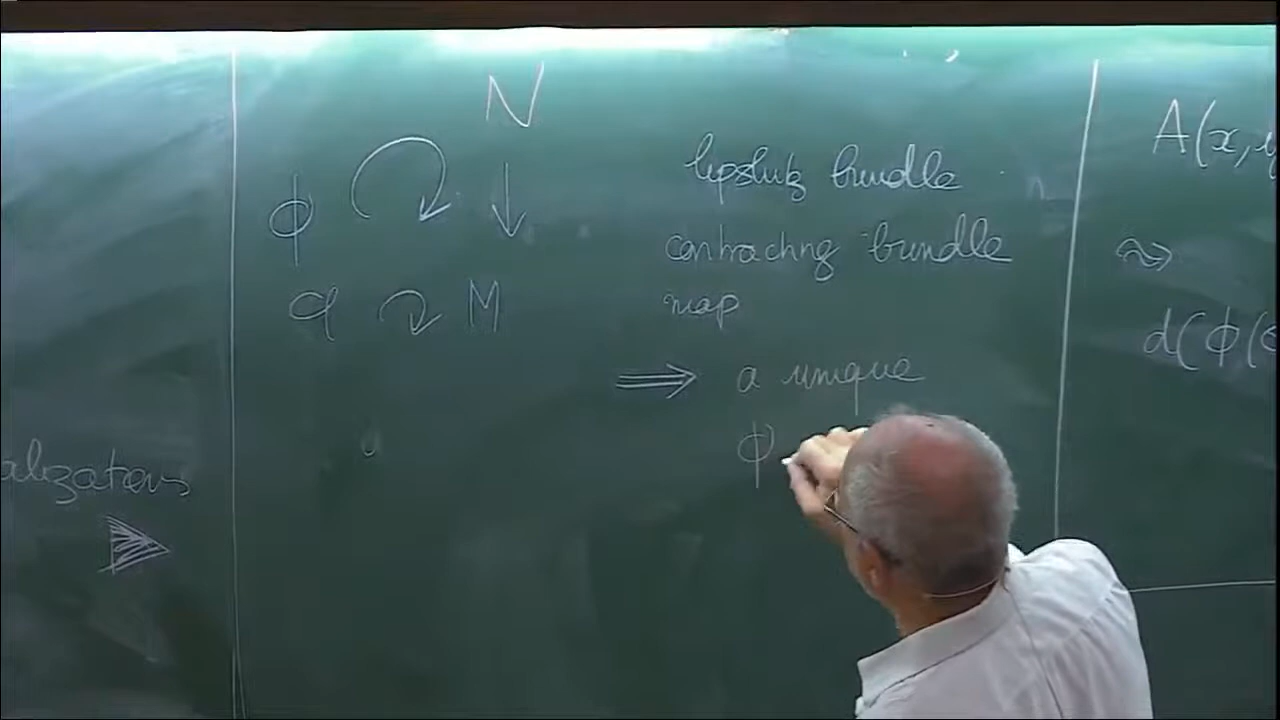 N
ϕ
↓
φ ↷ M
lipschitz bundle
contracting bundle
map
⟹ a unique
ϕ
alizations
A(x, y
⤳
d(ϕ(